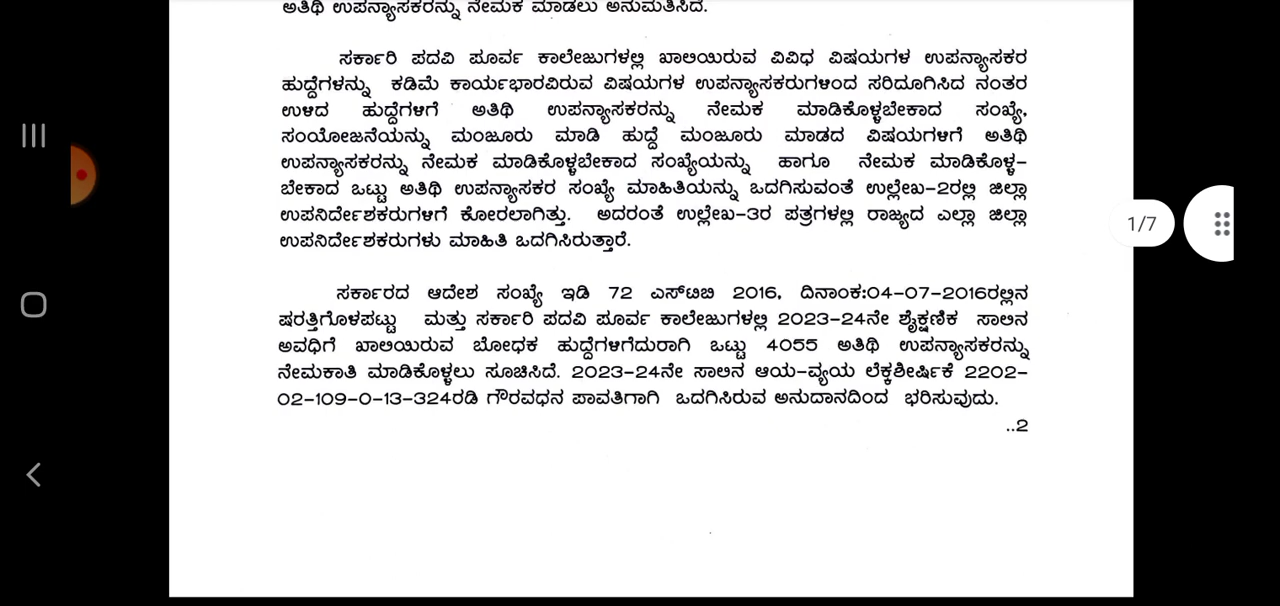 ಅತಿಥಿ ಉಪನ್ಯಾಸಕರನ್ನು ನೇಮಕ ಮಾಡಲು ಅನುಮತಿಸಿದೆ.
ಸರ್ಕಾರಿ ಪದವಿ ಪೂರ್ವ ಕಾಲೇಜುಗಳಲ್ಲಿ ಖಾಲಿಯಿರುವ ವಿವಿಧ ವಿಷಯಗಳ ಉಪನ್ಯಾಸಕರ
ಹುದ್ದೆಗಳನ್ನು ಕಡಿಮೆ ಕಾರ್ಯಭಾರವಿರುವ ವಿಷಯಗಳ ಉಪನ್ಯಾಸಕರುಗಳಿಂದ ಸರಿದೂಗಿಸಿದ ನಂತರ
ಉಳಿದ ಹುದ್ದೆಗಳಿಗೆ ಅತಿಥಿ ಉಪನ್ಯಾಸಕರನ್ನು ನೇಮಕ ಮಾಡಿಕೊಳ್ಳಬೇಕಾದ ಸಂಖ್ಯೆ,
ಸಂಯೋಜನೆಯನ್ನು ಮಂಜೂರು ಮಾಡಿ ಹುದ್ದೆ ಮಂಜೂರು ಮಾಡದ ವಿಷಯಗಳಿಗೆ ಅತಿಥಿ
ಉಪನ್ಯಾಸಕರನ್ನು ನೇಮಕ ಮಾಡಿಕೊಳ್ಳಬೇಕಾದ ಸಂಖ್ಯೆಯನ್ನು ಹಾಗೂ ನೇಮಕ ಮಾಡಿಕೊಳ್ಳ-
ಬೇಕಾದ ಒಟ್ಟು ಅತಿಥಿ ಉಪನ್ಯಾಸಕರ ಸಂಖ್ಯೆ ಮಾಹಿತಿಯನ್ನು ಒದಗಿಸುವಂತೆ ಉಲ್ಲೇಖ-2ರಲ್ಲಿ ಜಿಲ್ಲಾ
ಉಪನಿರ್ದೇಶಕರುಗಳಿಗೆ ಕೋರಲಾಗಿತ್ತು. ಅದರಂತೆ ಉಲ್ಲೇಖ-3ರ ಪತ್ರಗಳಲ್ಲಿ ರಾಜ್ಯದ ಎಲ್ಲಾ ಜಿಲ್ಲಾ
ಉಪನಿರ್ದೇಶಕರುಗಳು ಮಾಹಿತಿ ಒದಗಿಸಿರುತ್ತಾರೆ.
1/7
ಸರ್ಕಾರದ ಆದೇಶ ಸಂಖ್ಯೆ ಇಡಿ 72 ಎಸ್‌ಟಿಬಿ 2016, ದಿನಾಂಕ:04-07-2016ರಲ್ಲಿನ
ಷರತ್ತಿಗೊಳಪಟ್ಟು ಮತ್ತು ಸರ್ಕಾರಿ ಪದವಿ ಪೂರ್ವ ಕಾಲೇಜುಗಳಲ್ಲಿ 2023-24ನೇ ಶೈಕ್ಷಣಿಕ ಸಾಲಿನ
ಅವಧಿಗೆ ಖಾಲಿಯಿರುವ ಬೋಧಕ ಹುದ್ದೆಗಳಿಗೆದುರಾಗಿ ಒಟ್ಟು 4055 ಅತಿಥಿ ಉಪನ್ಯಾಸಕರನ್ನು
ನೇಮಕಾತಿ ಮಾಡಿಕೊಳ್ಳಲು ಸೂಚಿಸಿದೆ. 2023-24ನೇ ಸಾಲಿನ ಆಯ-ವ್ಯಯ ಲೆಕ್ಕಶೀರ್ಷಿಕೆ 2202-
02-109-0-13-324ರಡಿ ಗೌರವಧನ ಪಾವತಿಗಾಗಿ ಒದಗಿಸಿರುವ ಅನುದಾನದಿಂದ ಭರಿಸುವುದು.
..2